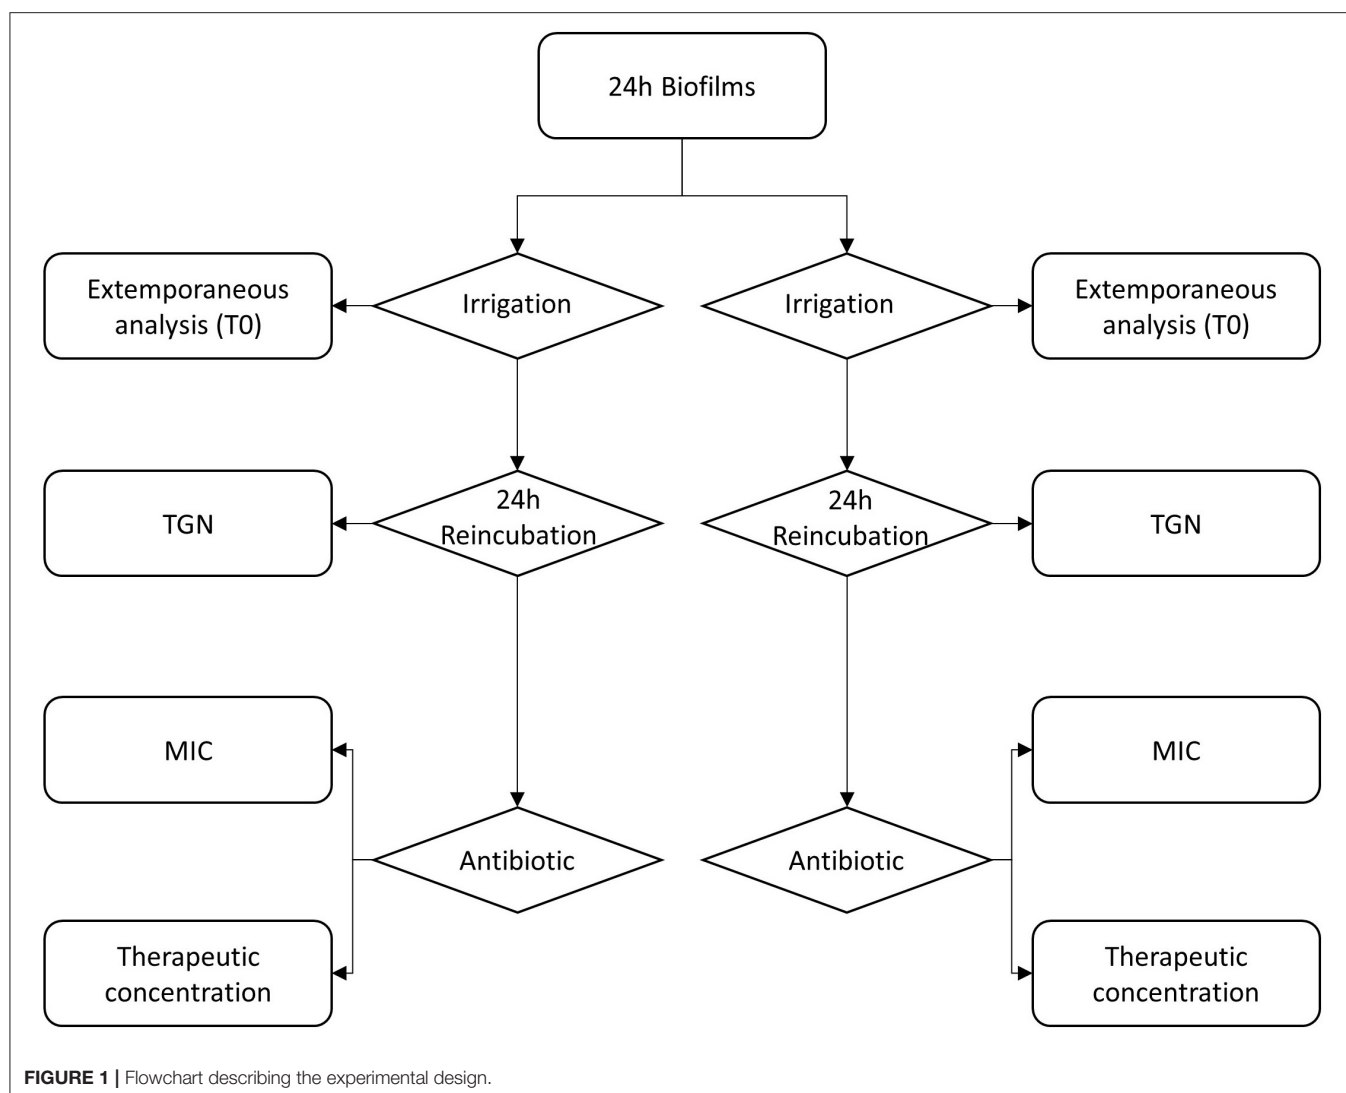 24h Biofilms
Extemporaneous
analysis (T0)
Irrigation
Irrigation
Extemporaneous
analysis (T0)
TGN
24h
Reincubation
24h
Reincubation
TGN
MIC
MIC
Antibiotic
Antibiotic
Therapeutic
concentration
Therapeutic
concentration
FIGURE 1 | Flowchart describing the experimental design.